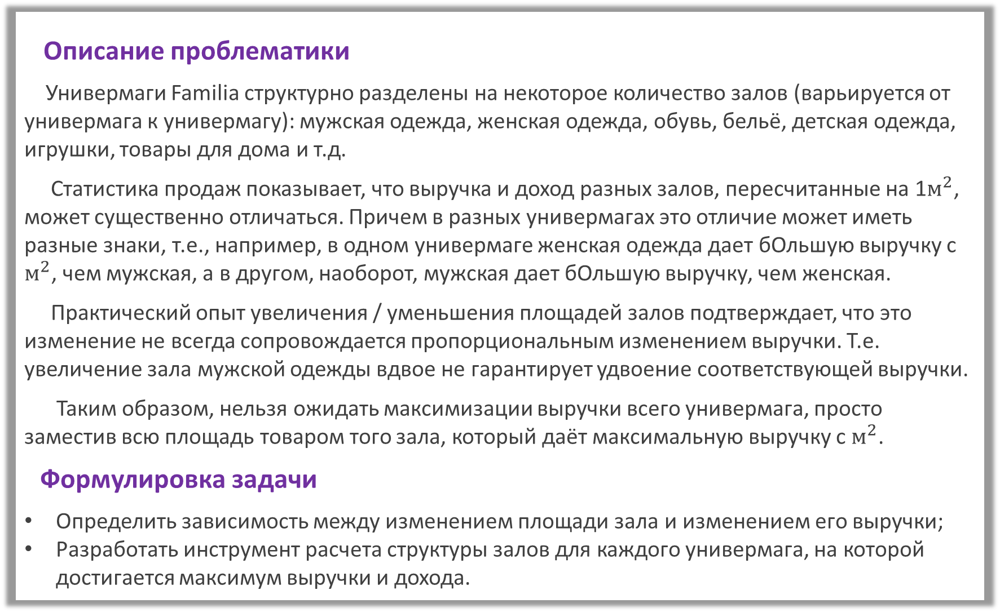 Описание проблематики
Универмаги Familia структурно разделены на некоторое количество залов (варьируется от
универмага к универмагу): мужская одежда, женская одежда, обувь, бельё, детская одежда,
игрушки, товары для дома и т.д.
Статистика продаж показывает, что выручка и доход разных залов, пересчитанные на 1м²,
может существенно отличаться. Причем в разных универмагах это отличие может иметь
разные знаки, т.е., например, в одном универмаге женская одежда дает бОльшую выручку с
м², чем мужская, а в другом, наоборот, мужская дает бОльшую выручку, чем женская.
Практический опыт увеличения / уменьшения площадей залов подтверждает, что это
изменение не всегда сопровождается пропорциональным изменением выручки. Т.е.
увеличение зала мужской одежды вдвое не гарантирует удвоение соответствующей выручки.
Таким образом, нельзя ожидать максимизации выручки всего универмага, просто
заместив всю площадь товаром того зала, который даёт максимальную выручку с м².
Формулировка задачи
• Определить зависимость между изменением площади зала и изменением его выручки;
• Разработать инструмент расчета структуры залов для каждого универмага, на которой
достигается максимум выручки и дохода.